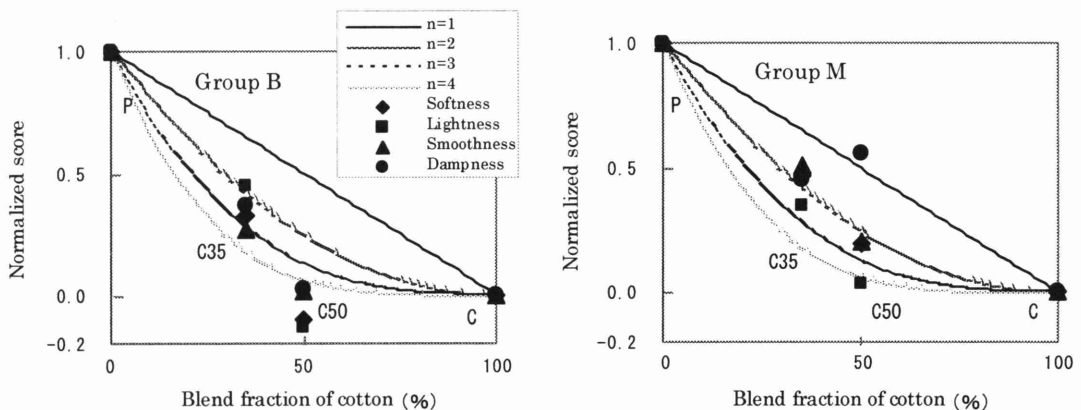 Group B
n=1
n=2
n=3
n=4
Softness
Lightness
Smoothness
Dampness
1.0
0.5
0.0
-0.2
Normalized score
P
C35
C50
C
0
50
100
Blend fraction of cotton (%)
Group M
1.0
0.5
0.0
-0.2
Normalized score
P
C35
C50
C
0
50
100
Blend fraction of cotton (%)